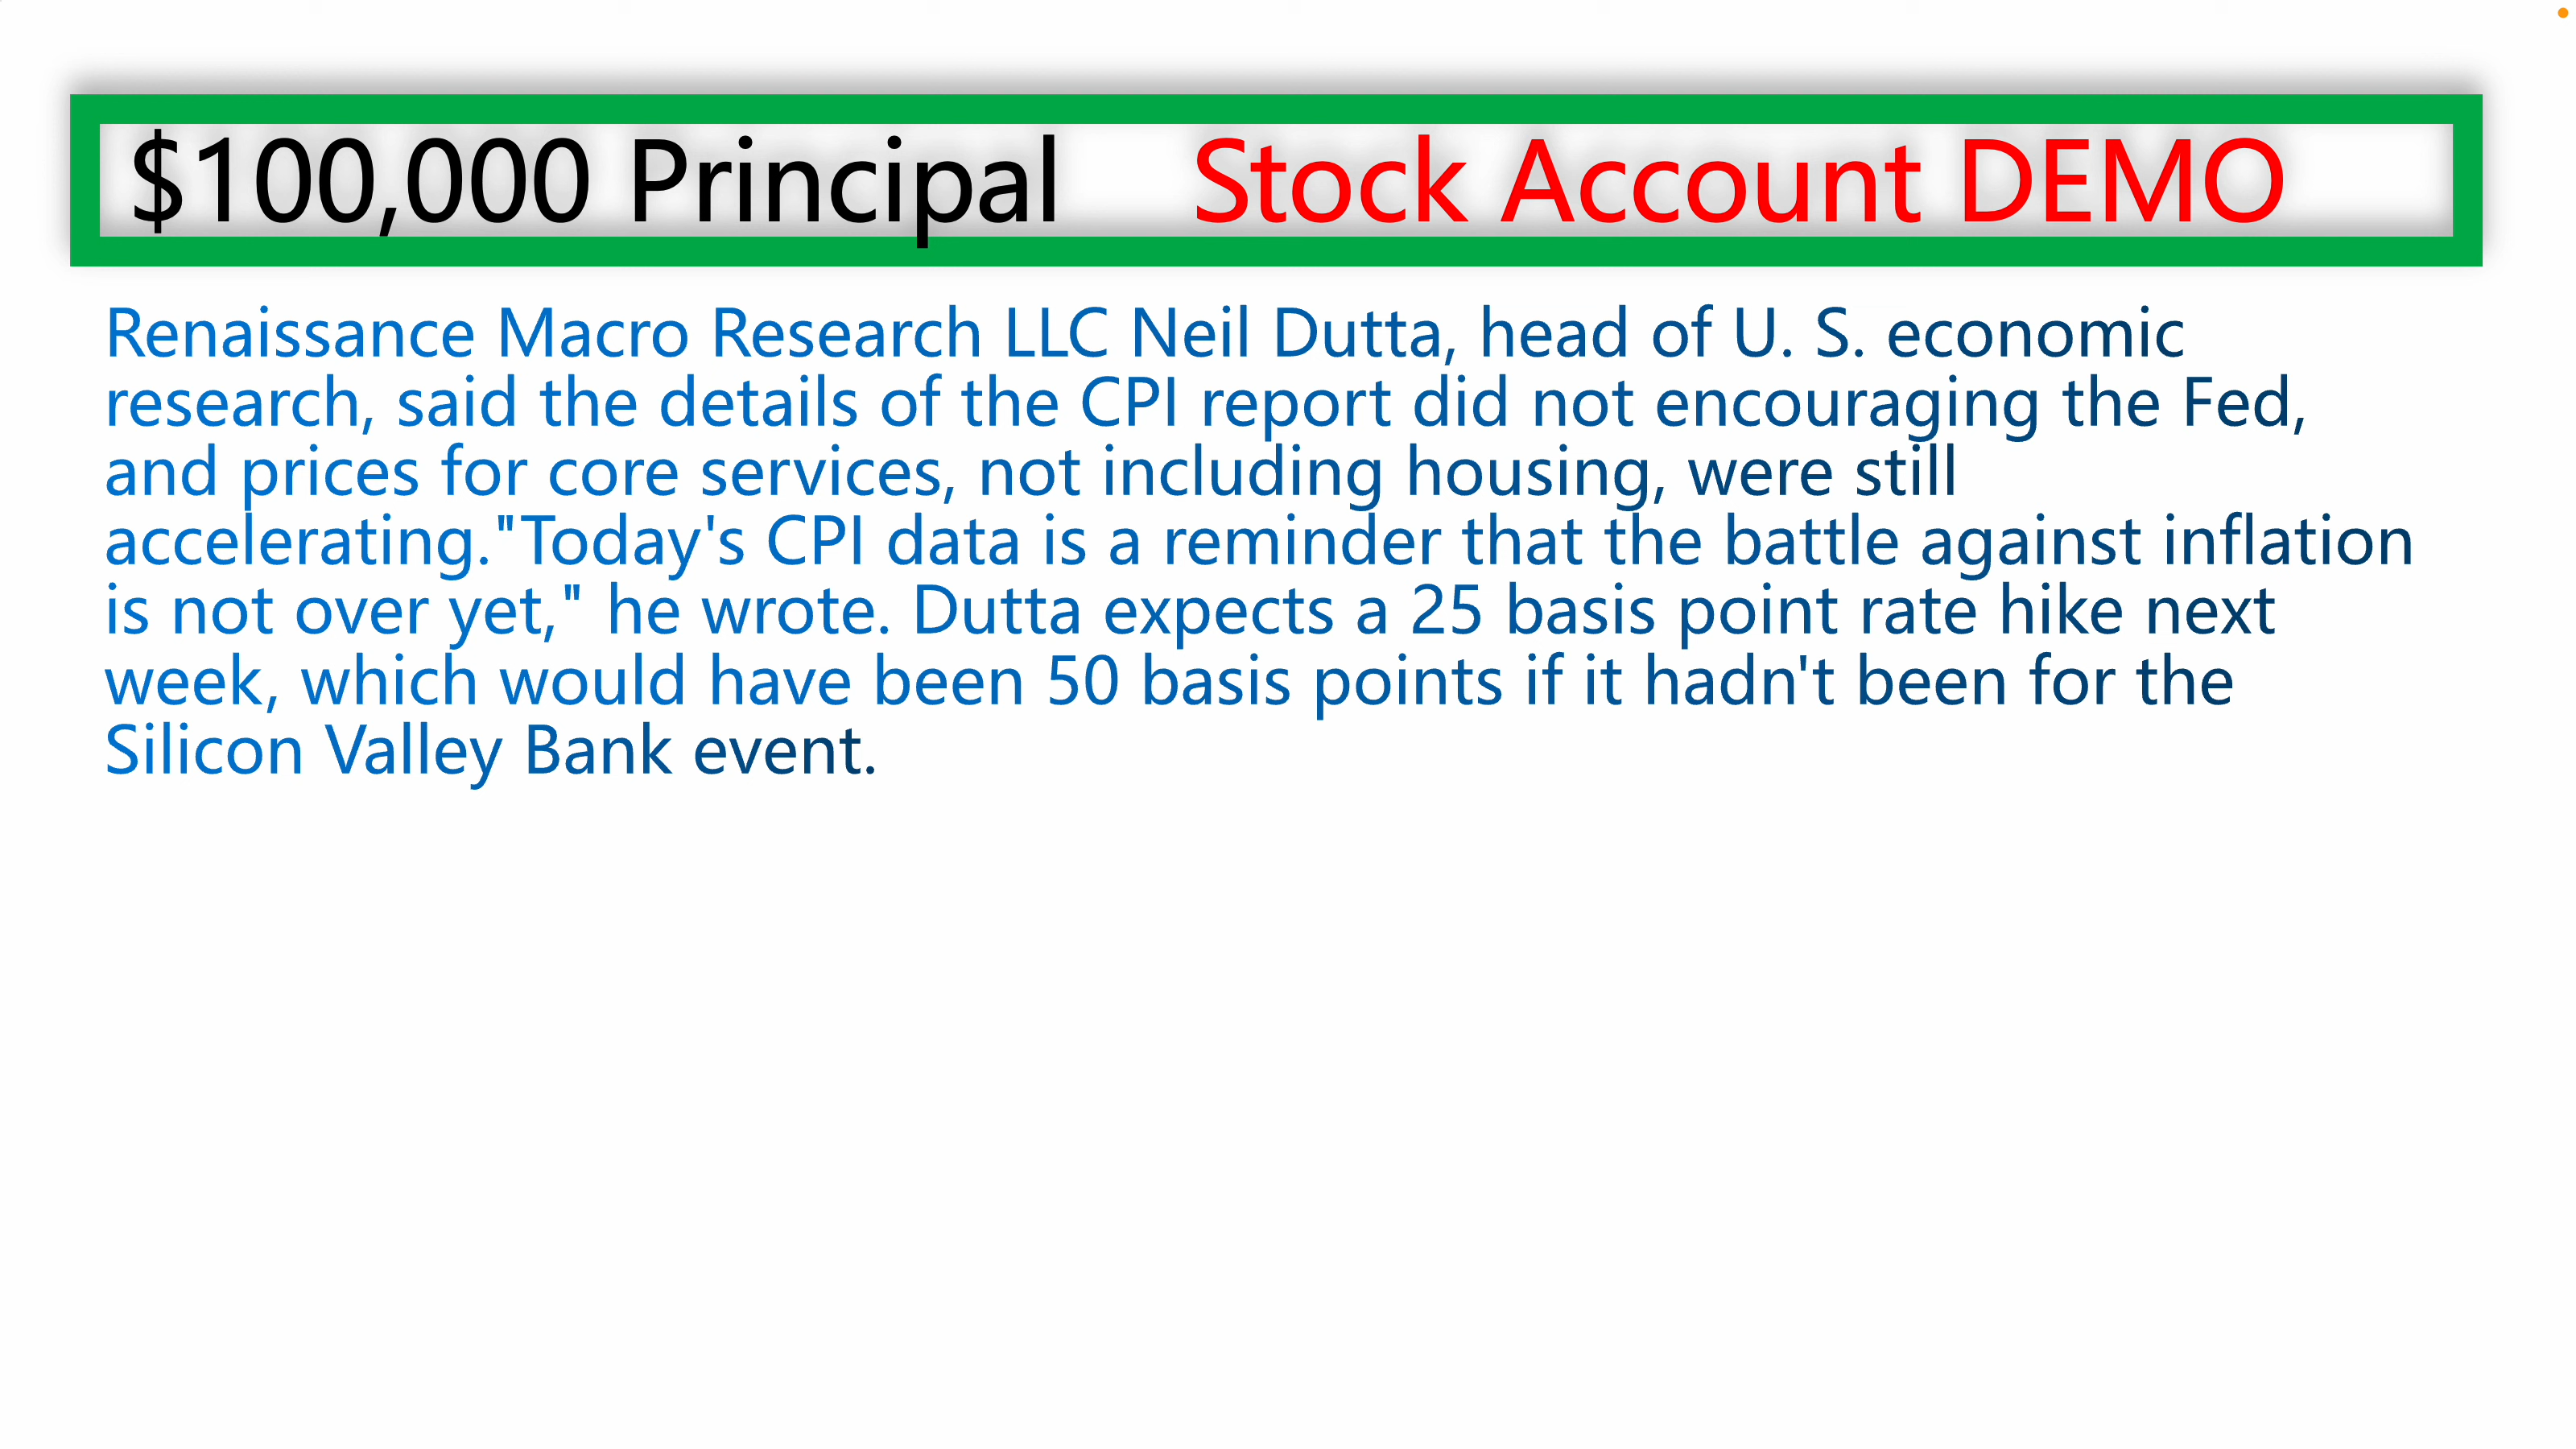 $100,000 Principal Stock Account DEMO
Renaissance Macro Research LLC Neil Dutta, head of U. S. economic
research, said the details of the CPI report did not encouraging the Fed,
and prices for core services, not including housing, were still
accelerating."Today's CPI data is a reminder that the battle against inflation
is not over yet," he wrote. Dutta expects a 25 basis point rate hike next
week, which would have been 50 basis points if it hadn't been for the
Silicon Valley Bank event.